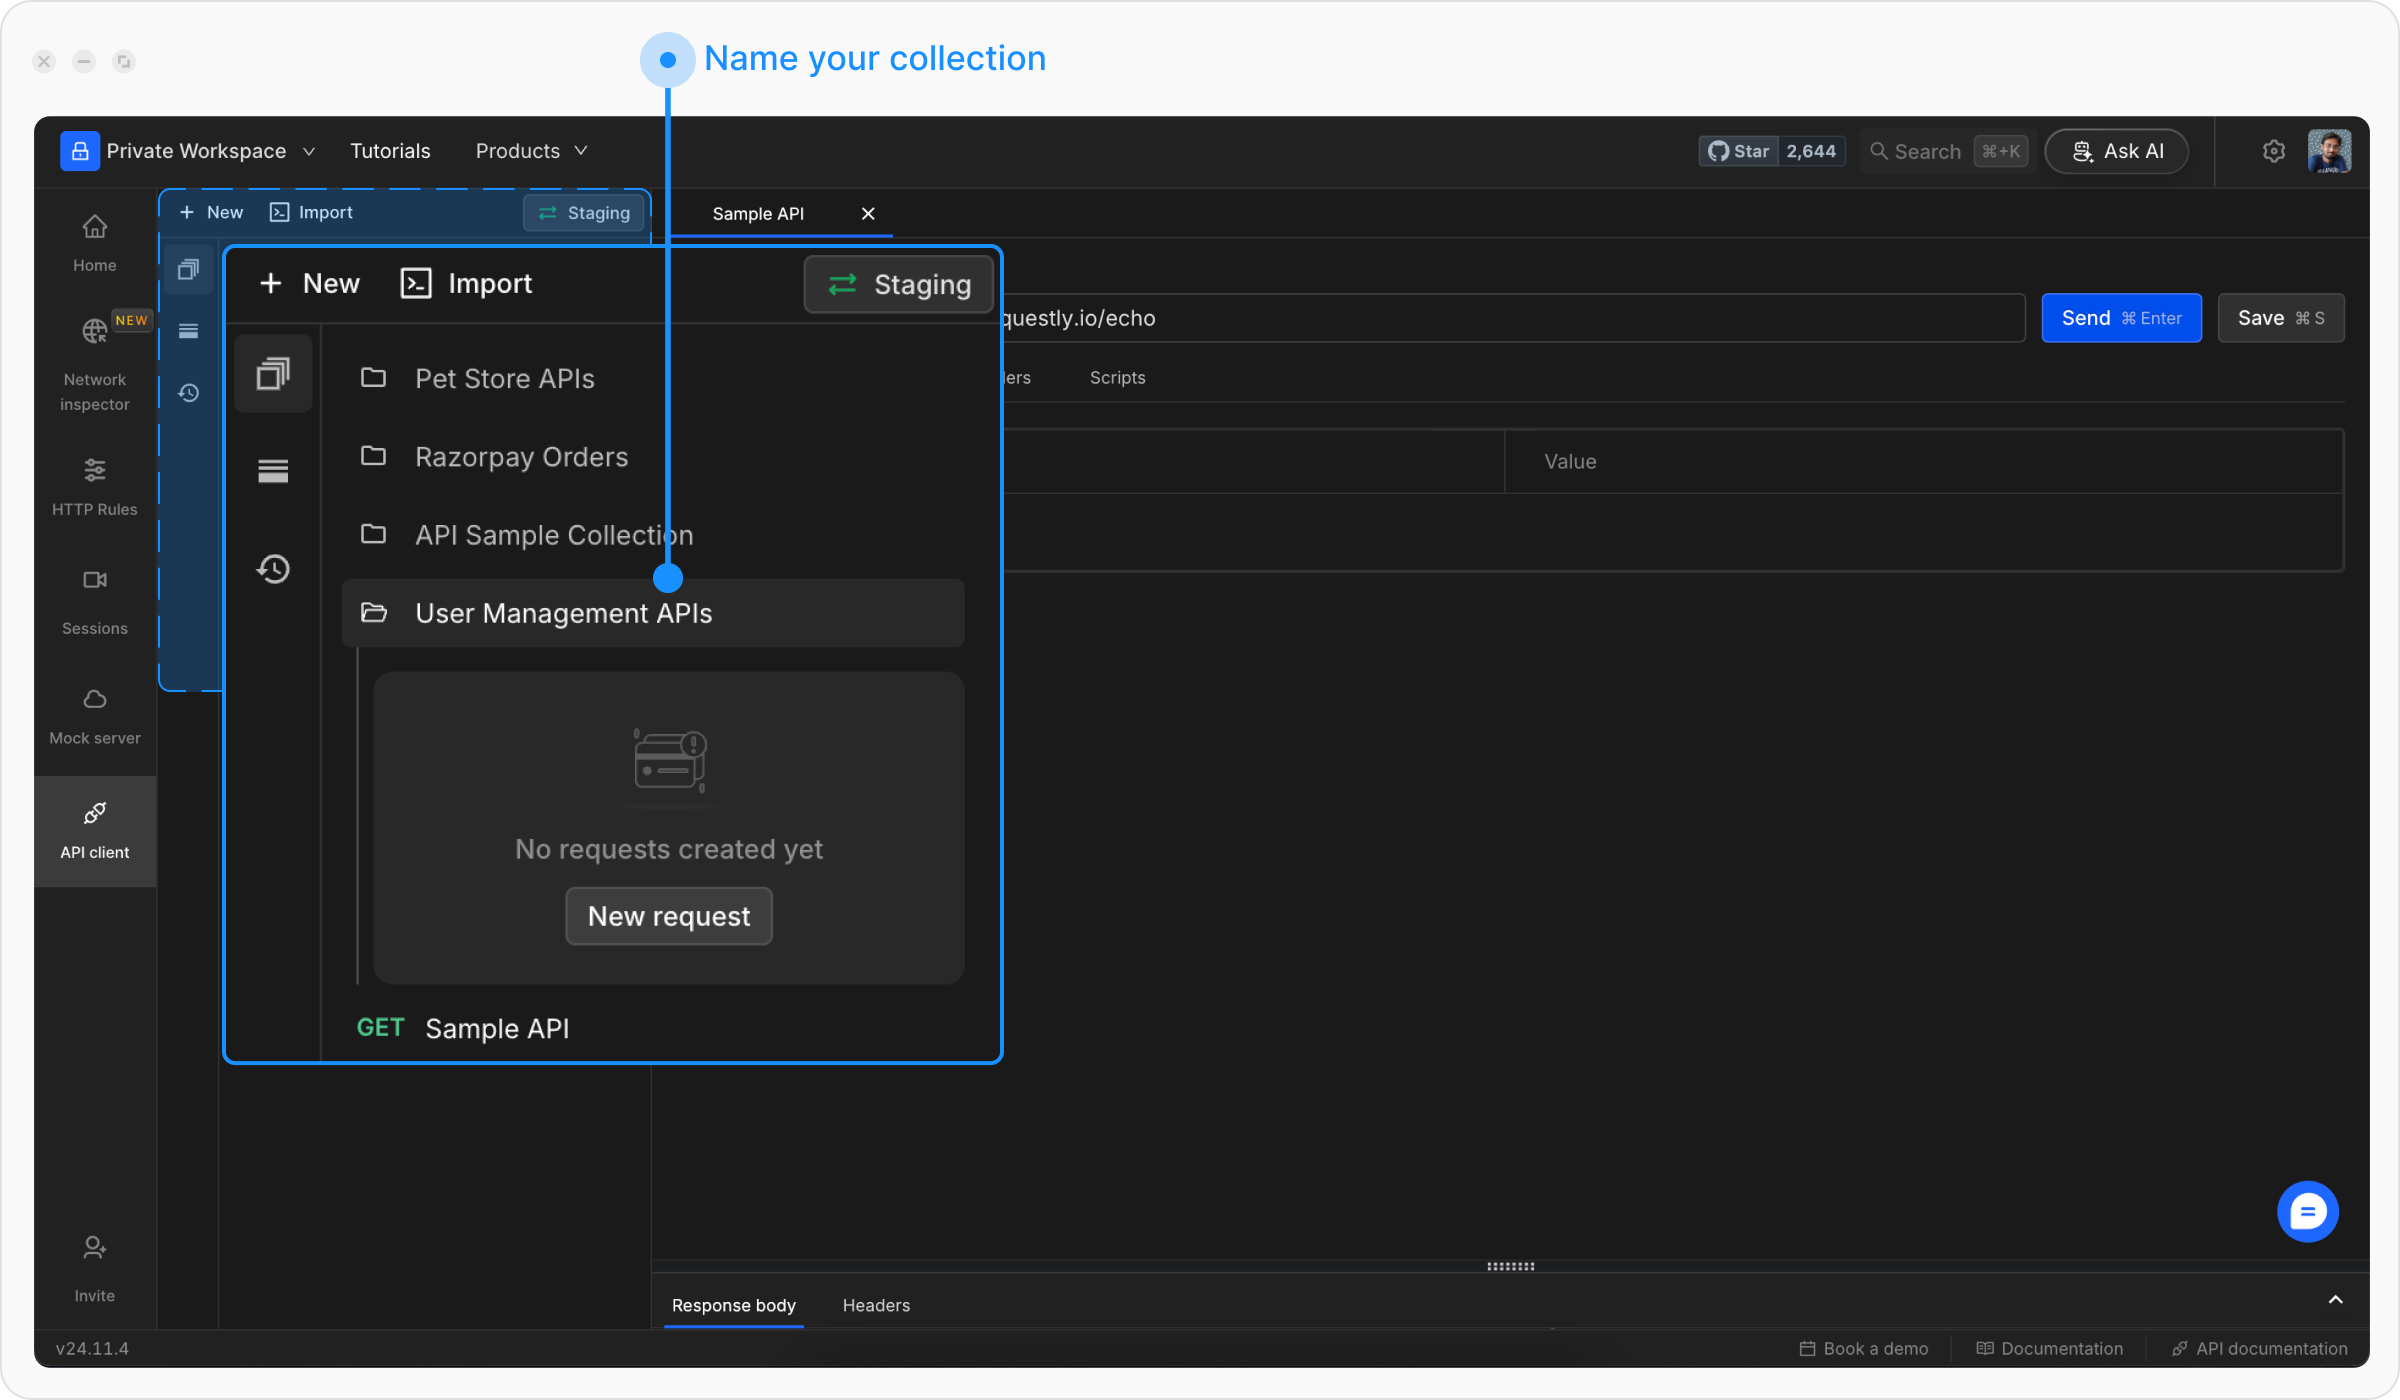 Name your collection
Private Workspace
Tutorials
Products
Star 2,644
Search ⌘+K
Ask AI
+ New
Import
Staging
Sample API
Home
NEW
Network
inspector
HTTP Rules
Sessions
Mock server
API client
Invite
+ New
Import
Staging
Pet Store APIs
Razorpay Orders
API Sample Collection
User Management APIs
No requests created yet
New request
GET Sample API
questly.io/echo
Send ⌘ Enter
Save ⌘ S
ers
Scripts
Value
Response body
Headers
v24.11.4
Book a demo
Documentation
API documentation